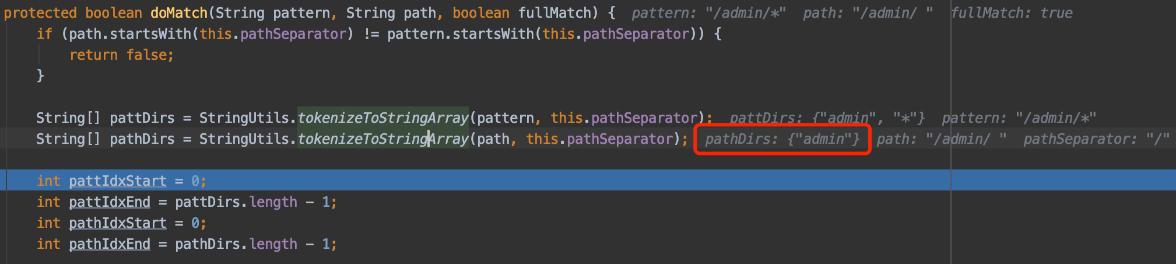 protected boolean doMatch(String pattern, String path, boolean fullMatch) {  pattern: "/admin/*"  path: "/admin/ "  fullMatch: true
    if (path.startsWith(this.pathSeparator) != pattern.startsWith(this.pathSeparator)) {
        return false;
    }
    String[] pattDirs = StringUtils.tokenizeToStringArray(pattern, this.pathSeparator);  pattDirs: {"admin", "*"}  pattern: "/admin/*"
    String[] pathDirs = StringUtils.tokenizeToStringArray(path, this.pathSeparator);  pathDirs: {"admin"}  path: "/admin/ "  pathSeparator: "/"
    int pattIdxStart = 0;
    int pattIdxEnd = pattDirs.length - 1;
    int pathIdxStart = 0;
    int pathIdxEnd = pathDirs.length - 1;